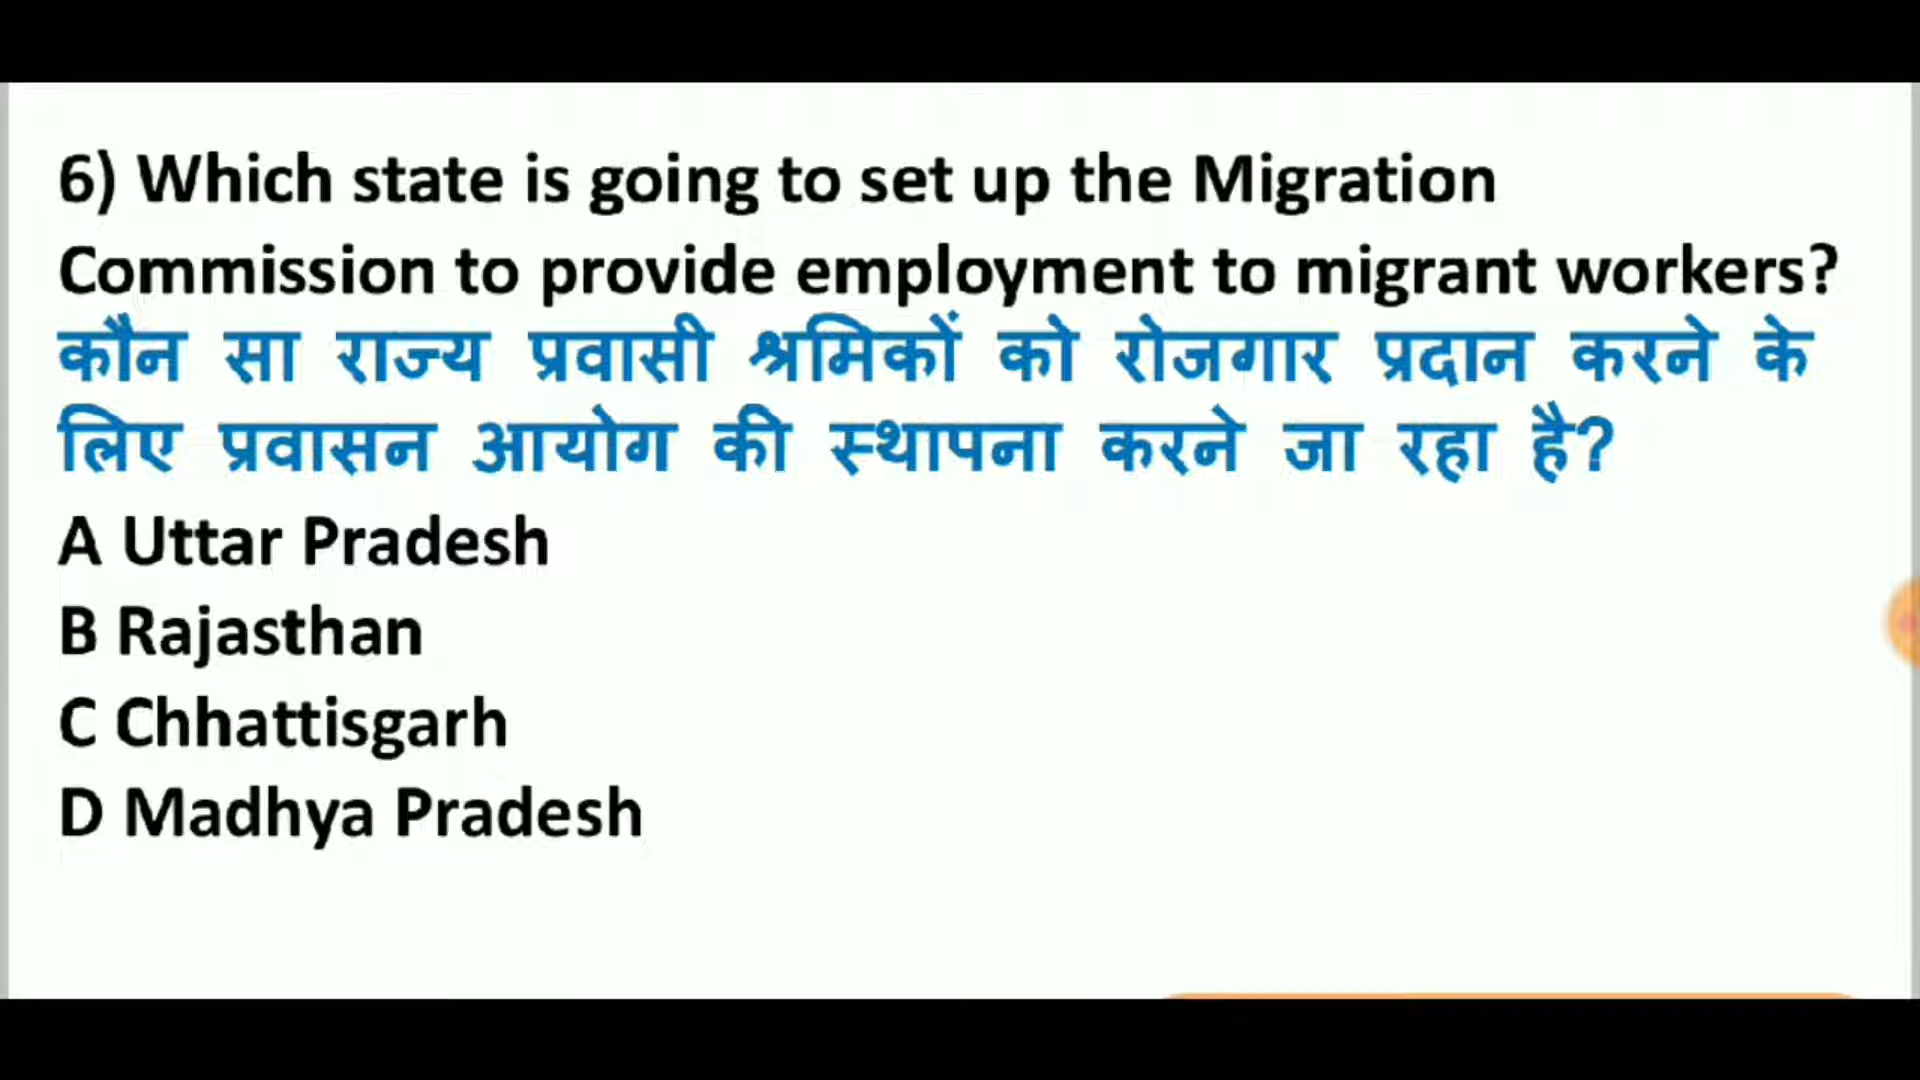 6) Which state is going to set up the Migration
Commission to provide employment to migrant workers?
कौन सा राज्य प्रवासी श्रमिकों को रोजगार प्रदान करने के
लिए प्रवासन आयोग की स्थापना करने जा रहा है?
A Uttar Pradesh
B Rajasthan
C Chhattisgarh
D Madhya Pradesh